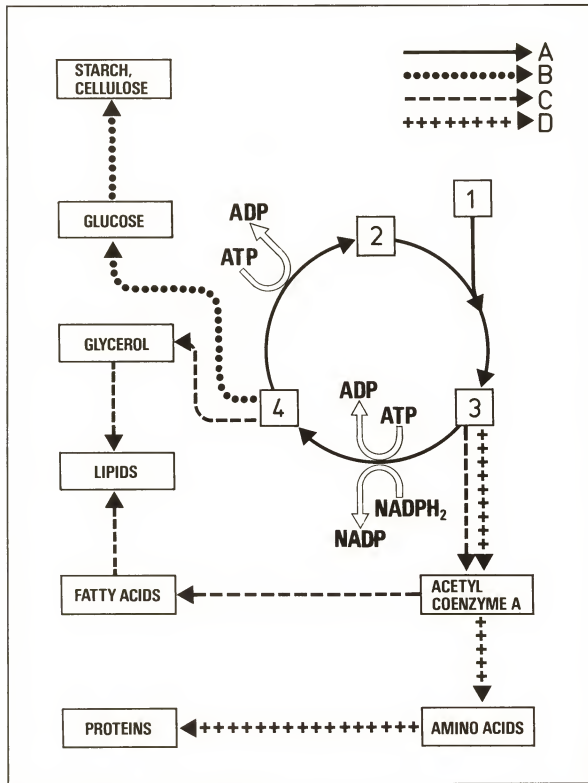 STARCH,
CELLULOSE
A
B
C
D
GLUCOSE
1
2
ADP
ATP
GLYCEROL
4
ADP
ATP
3
LIPIDS
NADPH₂
NADP
FATTY ACIDS
ACETYL
COENZYME A
PROTEINS
AMINO ACIDS